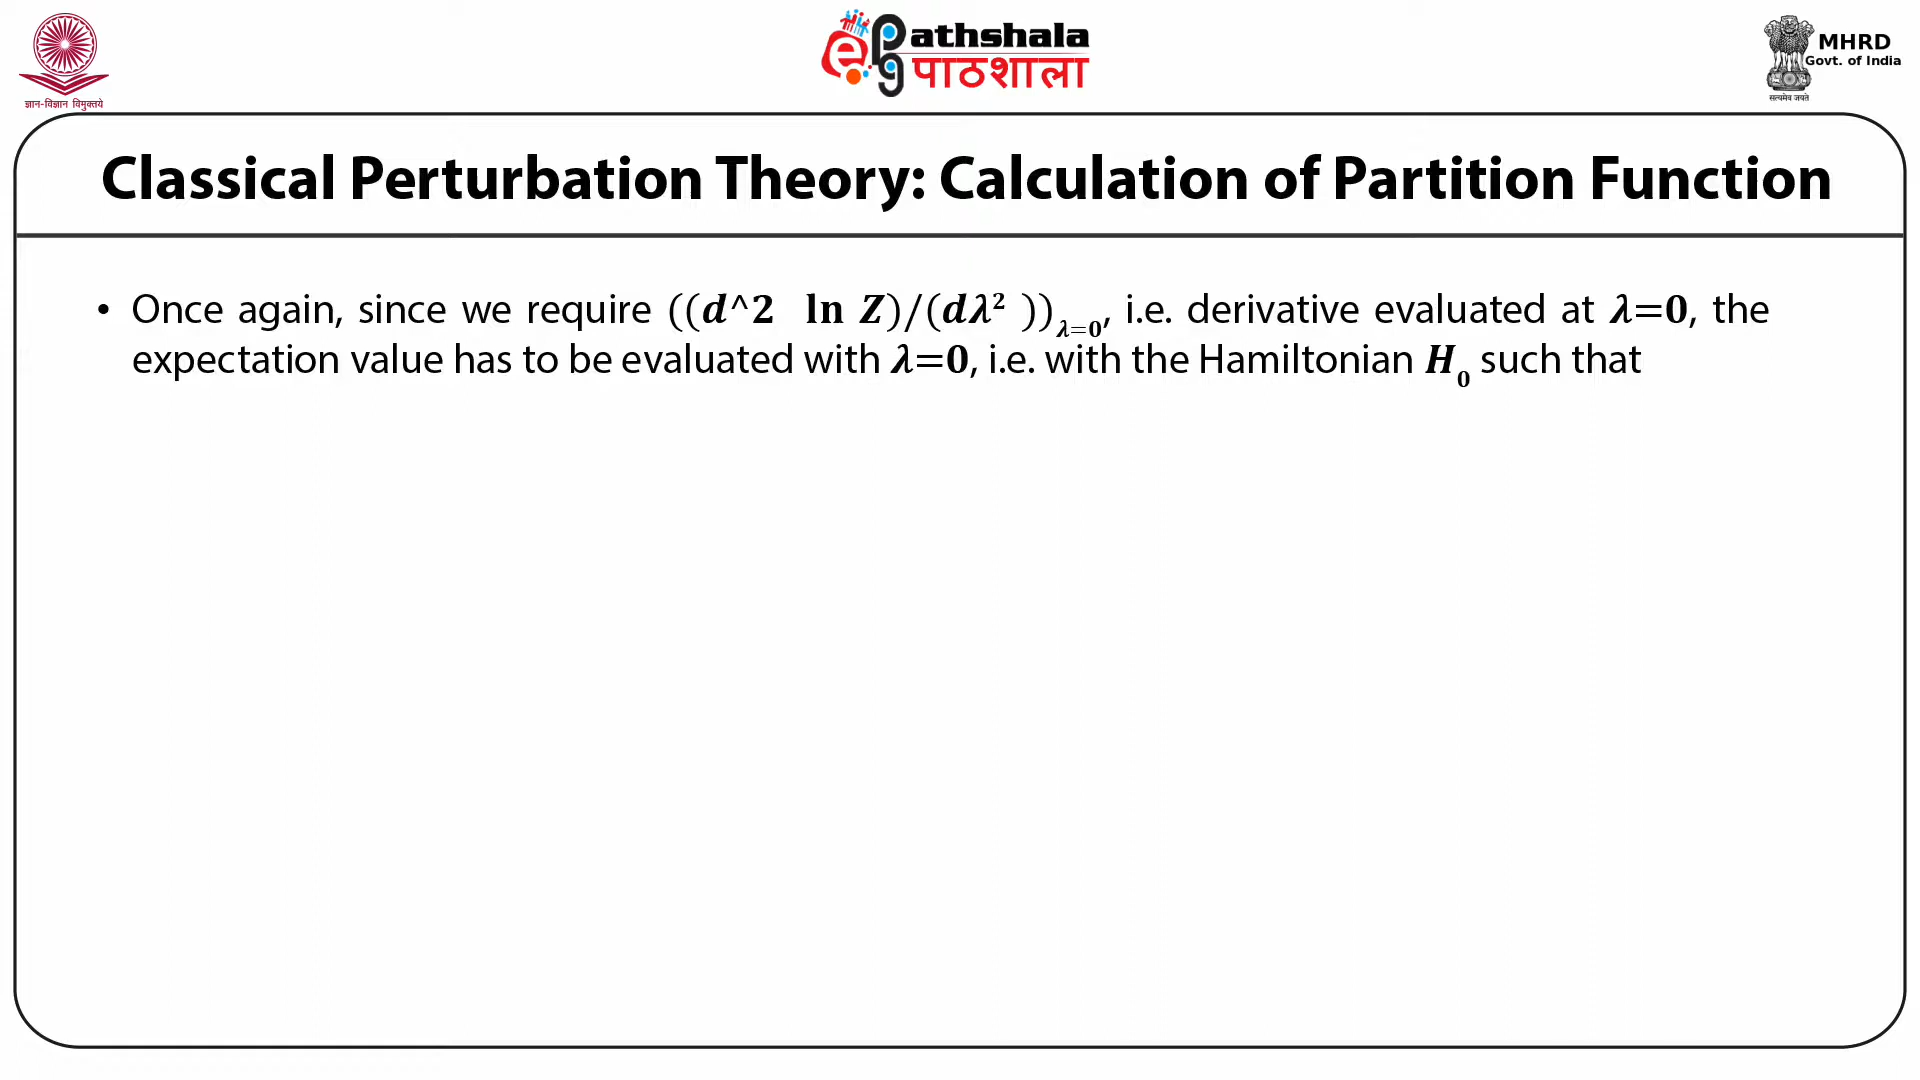 ज्ञान-विज्ञान विमुक्तये
ePG Pathshala
पाठशाला
MHRD
Govt. of India
सत्यमेव जयते
Classical Perturbation Theory: Calculation of Partition Function
• Once again, since we require ((d^2 ln Z)/(dλ² ))λ=0, i.e. derivative evaluated at λ=0, the
expectation value has to be evaluated with λ=0, i.e. with the Hamiltonian H₀ such that